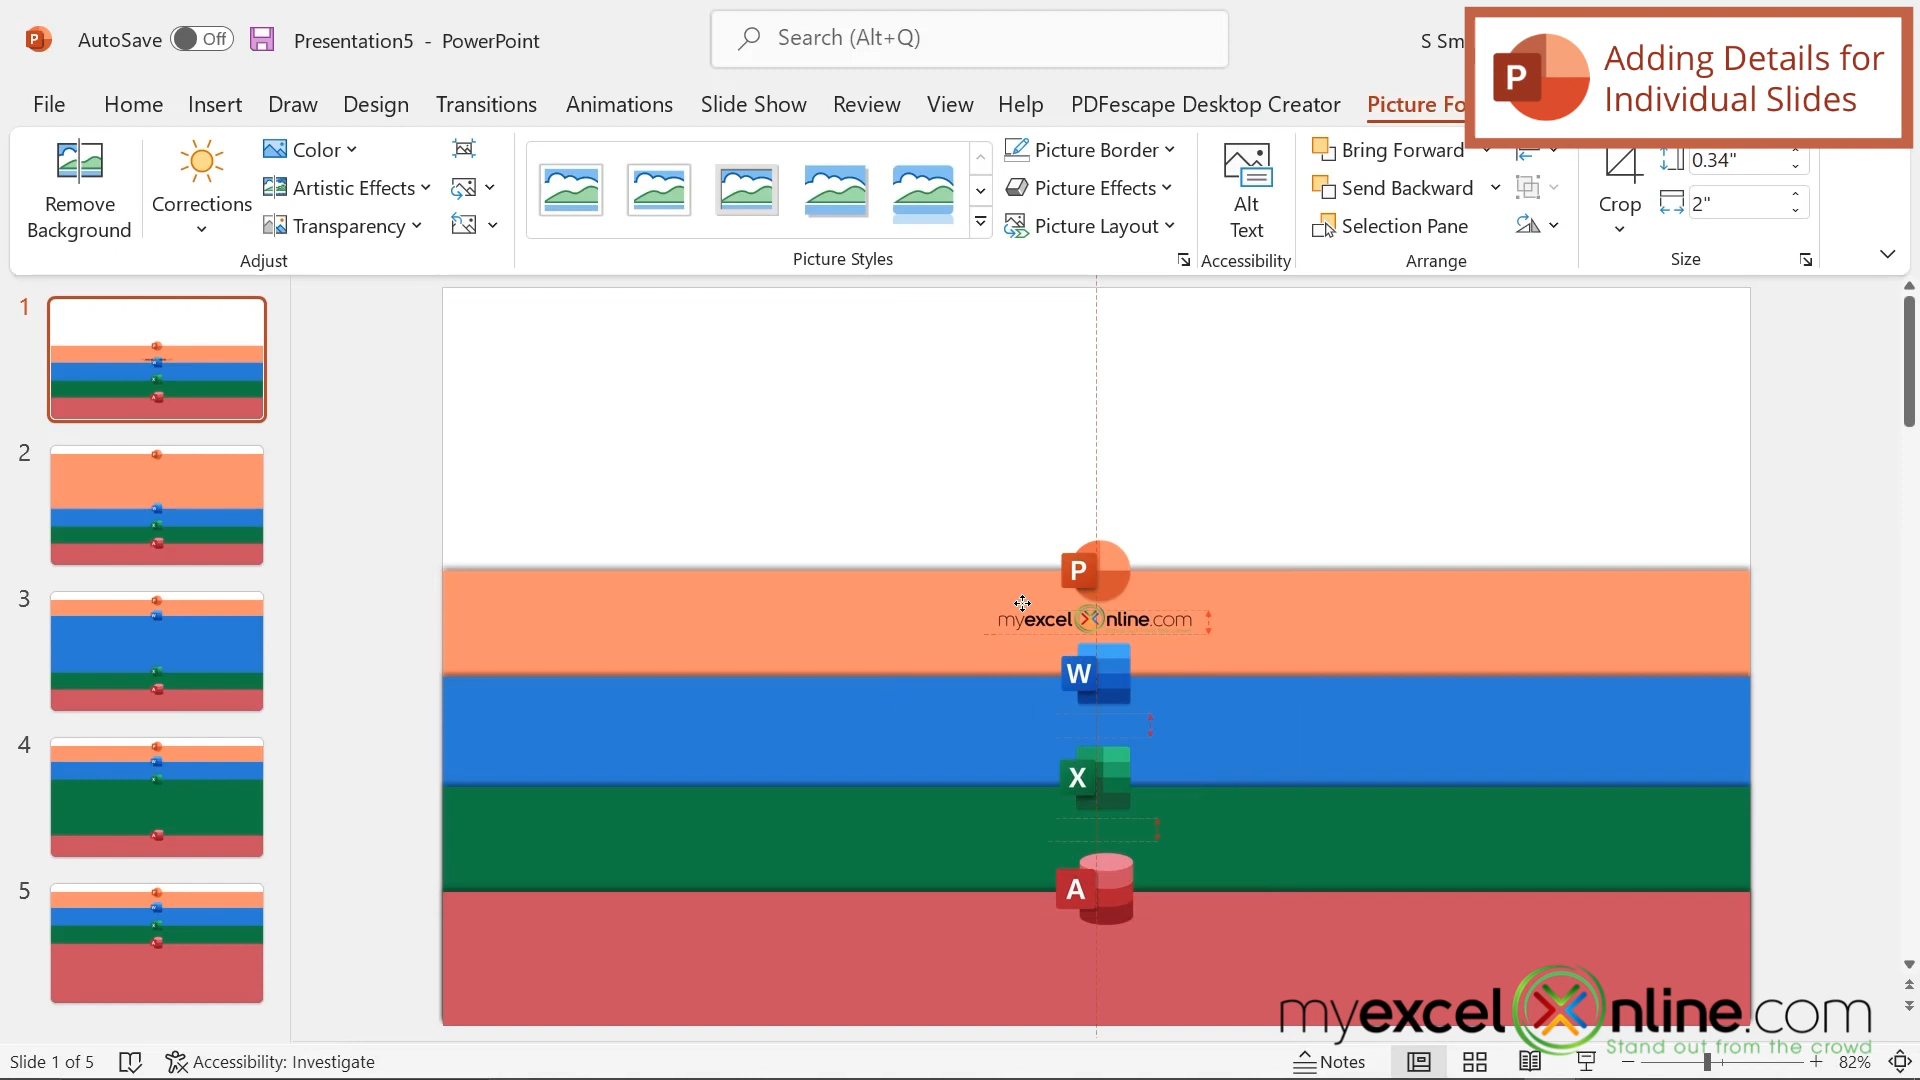 P
AutoSave
Off
Presentation5 - PowerPoint
Search (Alt+Q)
S Sm
P
Adding Details for
Individual Slides
File Home Insert Draw Design Transitions Animations Slide Show Review View Help PDFescape Desktop Creator Picture Fo
Remove
Background
Corrections
Color
Artistic Effects
Transparency
Adjust
Picture Border
Picture Effects
Picture Layout
Picture Styles
Alt
Text
Accessibility
Bring Forward
Send Backward
Selection Pane
Arrange
Crop
0.34"
2"
Size
1
2
3
4
5
P
myexcel nline.com
W
X
A
myexcel nline.com
Stand out from the crowd
Slide 1 of 5
Accessibility: Investigate
Notes
82%